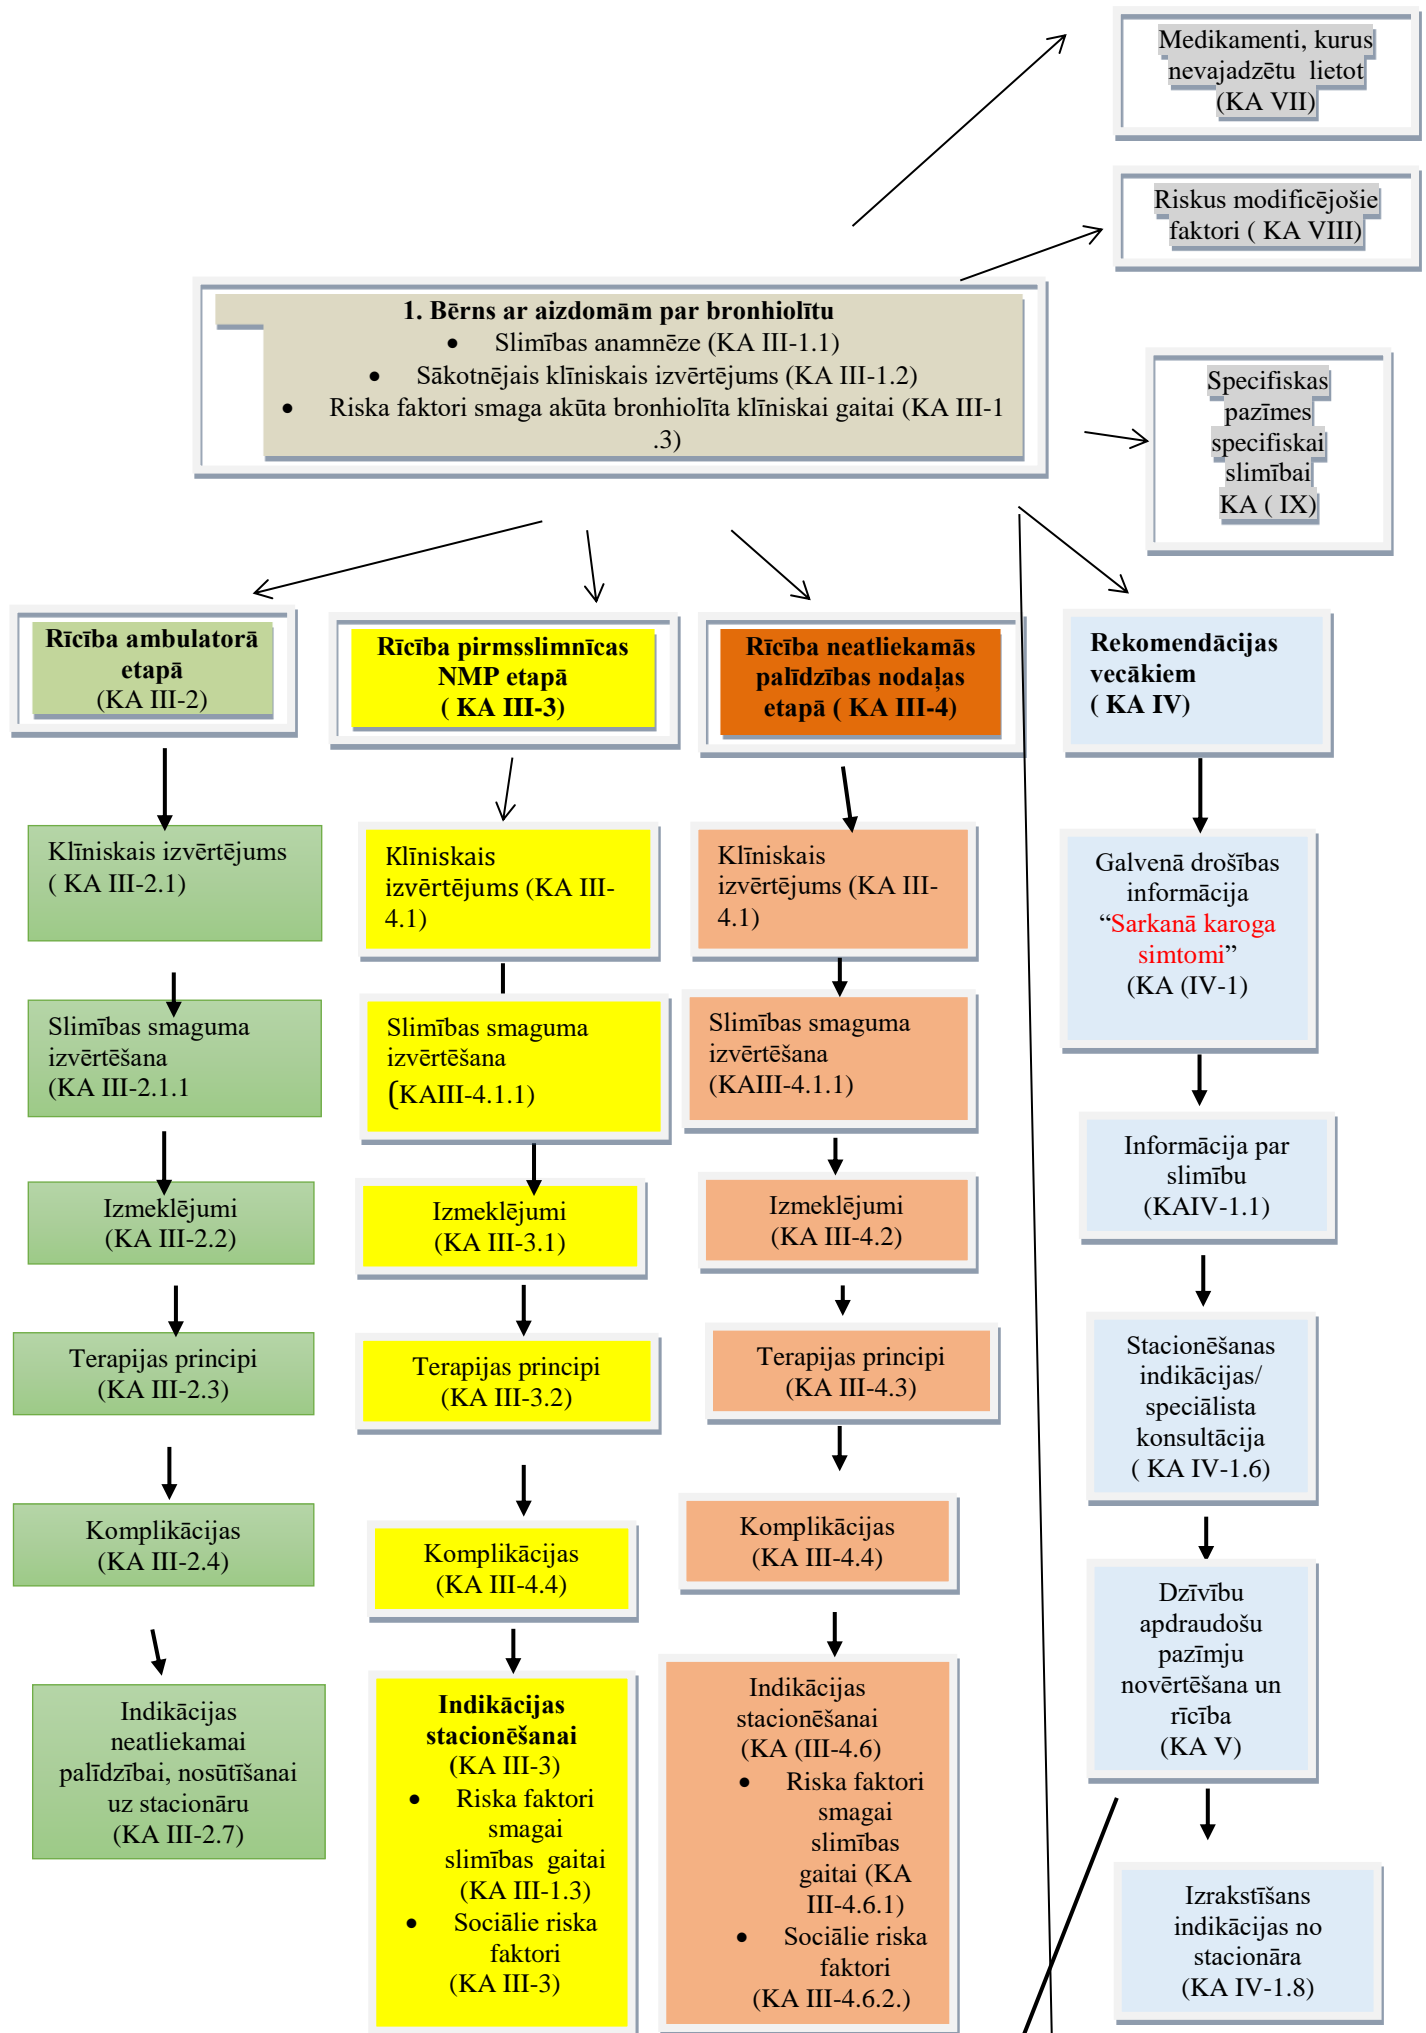 Medikamenti, kurus
nevajadzētu lietot
(KA VII)
Riskus modificējošie
faktori ( KA VIII)
1. Bērns ar aizdomām par bronhiolītu
• Slimības anamnēze (KA III-1.1)
• Sākotnējais klīniskais izvērtējums (KA III-1.2)
• Riska faktori smaga akūta bronhiolīta klīniskai gaitai (KA III-1
.3)
Specifiskas
pazīmes
specifiskai
slimībai
KA ( IX)
Rīcība ambulatorā
etapā
(KA III-2)
Klīniskais izvērtējums
( KA III-2.1)
Slimības smaguma
izvērtēšana
(KA III-2.1.1
Izmeklējumi
(KA III-2.2)
Terapijas principi
(KA III-2.3)
Komplikācijas
(KA III-2.4)
Indikācijas
neatliekamai
palīdzībai, nosūtīšanai
uz stacionāru
(KA III-2.7)
Rīcība pirmsslimnīcas
NMP etapā
( KA III-3)
Klīniskais
izvērtējums (KA III-
4.1)
Slimības smaguma
izvērtēšana
(KAIII-4.1.1)
Izmeklējumi
(KA III-3.1)
Terapijas principi
(KA III-3.2)
Komplikācijas
(KA III-4.4)
Indikācijas
stacionēšanai
(KA III-3)
• Riska faktori
smagai
slimības gaitai
(KA III-1.3)
• Sociālie riska
faktori
(KA III-3)
Rīcība neatliekamās
palīdzības nodaļas
etapā ( KA III-4)
Klīniskais
izvērtējums (KA III-
4.1)
Slimības smaguma
izvērtēšana
(KAIII-4.1.1)
Izmeklējumi
(KA III-4.2)
Terapijas principi
(KA III-4.3)
Komplikācijas
(KA III-4.4)
Indikācijas
stacionēšanai
(KA (III-4.6)
• Riska faktori
smagai
slimības
gaitai (KA
III-4.6.1)
• Sociālie riska
faktori
(KA III-4.6.2.)
Rekomendācijas
vecākiem
( KA IV)
Galvenā drošības
informācija
“Sarkanā karoga
simtomi”
(KA (IV-1)
Informācija par
slimību
(KAIV-1.1)
Stacionēšanas
indikācijas/
speciālista
konsultācija
( KA IV-1.6)
Dzīvību
apdraudošu
pazīmju
novērtēšana un
rīcība
(KA V)
Izrakstīšans
indikācijas no
stacionāra
(KA IV-1.8)